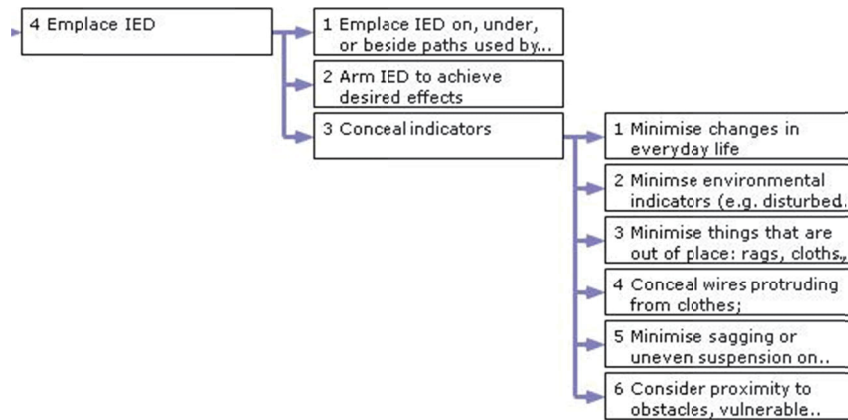 4 Emplace IED
1 Emplace IED on, under,
or beside paths used by...
2 Arm IED to achieve
desired effects
3 Conceal indicators
1 Minimise changes in
everyday life
2 Minimse environmental
indicators (e.g. disturbed..
3 Minimise things that are
out of place: rags, cloths,,
4 Conceal wires protruding
from clothes;
5 Minimise sagging or
uneven suspension on..
6 Consider proximity to
obstacles, vulnerable..